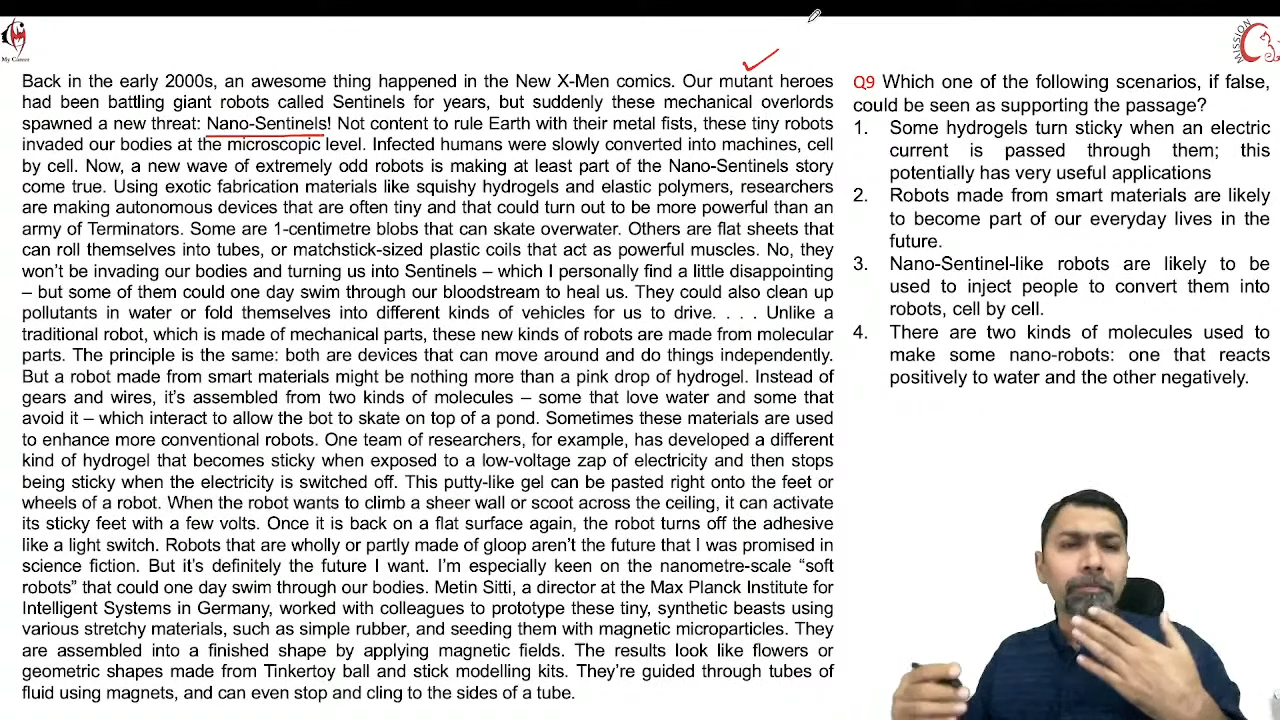 My Career
MISSION
Back in the early 2000s, an awesome thing happened in the New X-Men comics. Our mutant heroes
had been battling giant robots called Sentinels for years, but suddenly these mechanical overlords
spawned a new threat: Nano-Sentinels! Not content to rule Earth with their metal fists, these tiny robots
invaded our bodies at the microscopic level. Infected humans were slowly converted into machines, cell
by cell. Now, a new wave of extremely odd robots is making at least part of the Nano-Sentinels story
come true. Using exotic fabrication materials like squishy hydrogels and elastic polymers, researchers
are making autonomous devices that are often tiny and that could turn out to be more powerful than an
army of Terminators. Some are 1-centimetre blobs that can skate overwater. Others are flat sheets that
can roll themselves into tubes, or matchstick-sized plastic coils that act as powerful muscles. No, they
won't be invading our bodies and turning us into Sentinels – which I personally find a little disappointing
– but some of them could one day swim through our bloodstream to heal us. They could also clean up
pollutants in water or fold themselves into different kinds of vehicles for us to drive. . . . Unlike a
traditional robot, which is made of mechanical parts, these new kinds of robots are made from molecular
parts. The principle is the same: both are devices that can move around and do things independently.
But a robot made from smart materials might be nothing more than a pink drop of hydrogel. Instead of
gears and wires, it's assembled from two kinds of molecules – some that love water and some that
avoid it – which interact to allow the bot to skate on top of a pond. Sometimes these materials are used
to enhance more conventional robots. One team of researchers, for example, has developed a different
kind of hydrogel that becomes sticky when exposed to a low-voltage zap of electricity and then stops
being sticky when the electricity is switched off. This putty-like gel can be pasted right onto the feet or
wheels of a robot. When the robot wants to climb a sheer wall or scoot across the ceiling, it can activate
its sticky feet with a few volts. Once it is back on a flat surface again, the robot turns off the adhesive
like a light switch. Robots that are wholly or partly made of gloop aren't the future that I was promised in
science fiction. But it's definitely the future I want. I'm especially keen on the nanometre-scale "soft
robots" that could one day swim through our bodies. Metin Sitti, a director at the Max Planck Institute for
Intelligent Systems in Germany, worked with colleagues to prototype these tiny, synthetic beasts using
various stretchy materials, such as simple rubber, and seeding them with magnetic microparticles. They
are assembled into a finished shape by applying magnetic fields. The results look like flowers or
geometric shapes made from Tinkertoy ball and stick modelling kits. They're guided through tubes of
fluid using magnets, and can even stop and cling to the sides of a tube.
Q9 Which one of the following scenarios, if false,
could be seen as supporting the passage?
1. Some hydrogels turn sticky when an electric
current is passed through them; this
potentially has very useful applications
2. Robots made from smart materials are likely
to become part of our everyday lives in the
future.
3. Nano-Sentinel-like robots are likely to be
used to inject people to convert them into
robots, cell by cell.
4. There are two kinds of molecules used to
make some nano-robots: one that reacts
positively to water and the other negatively.